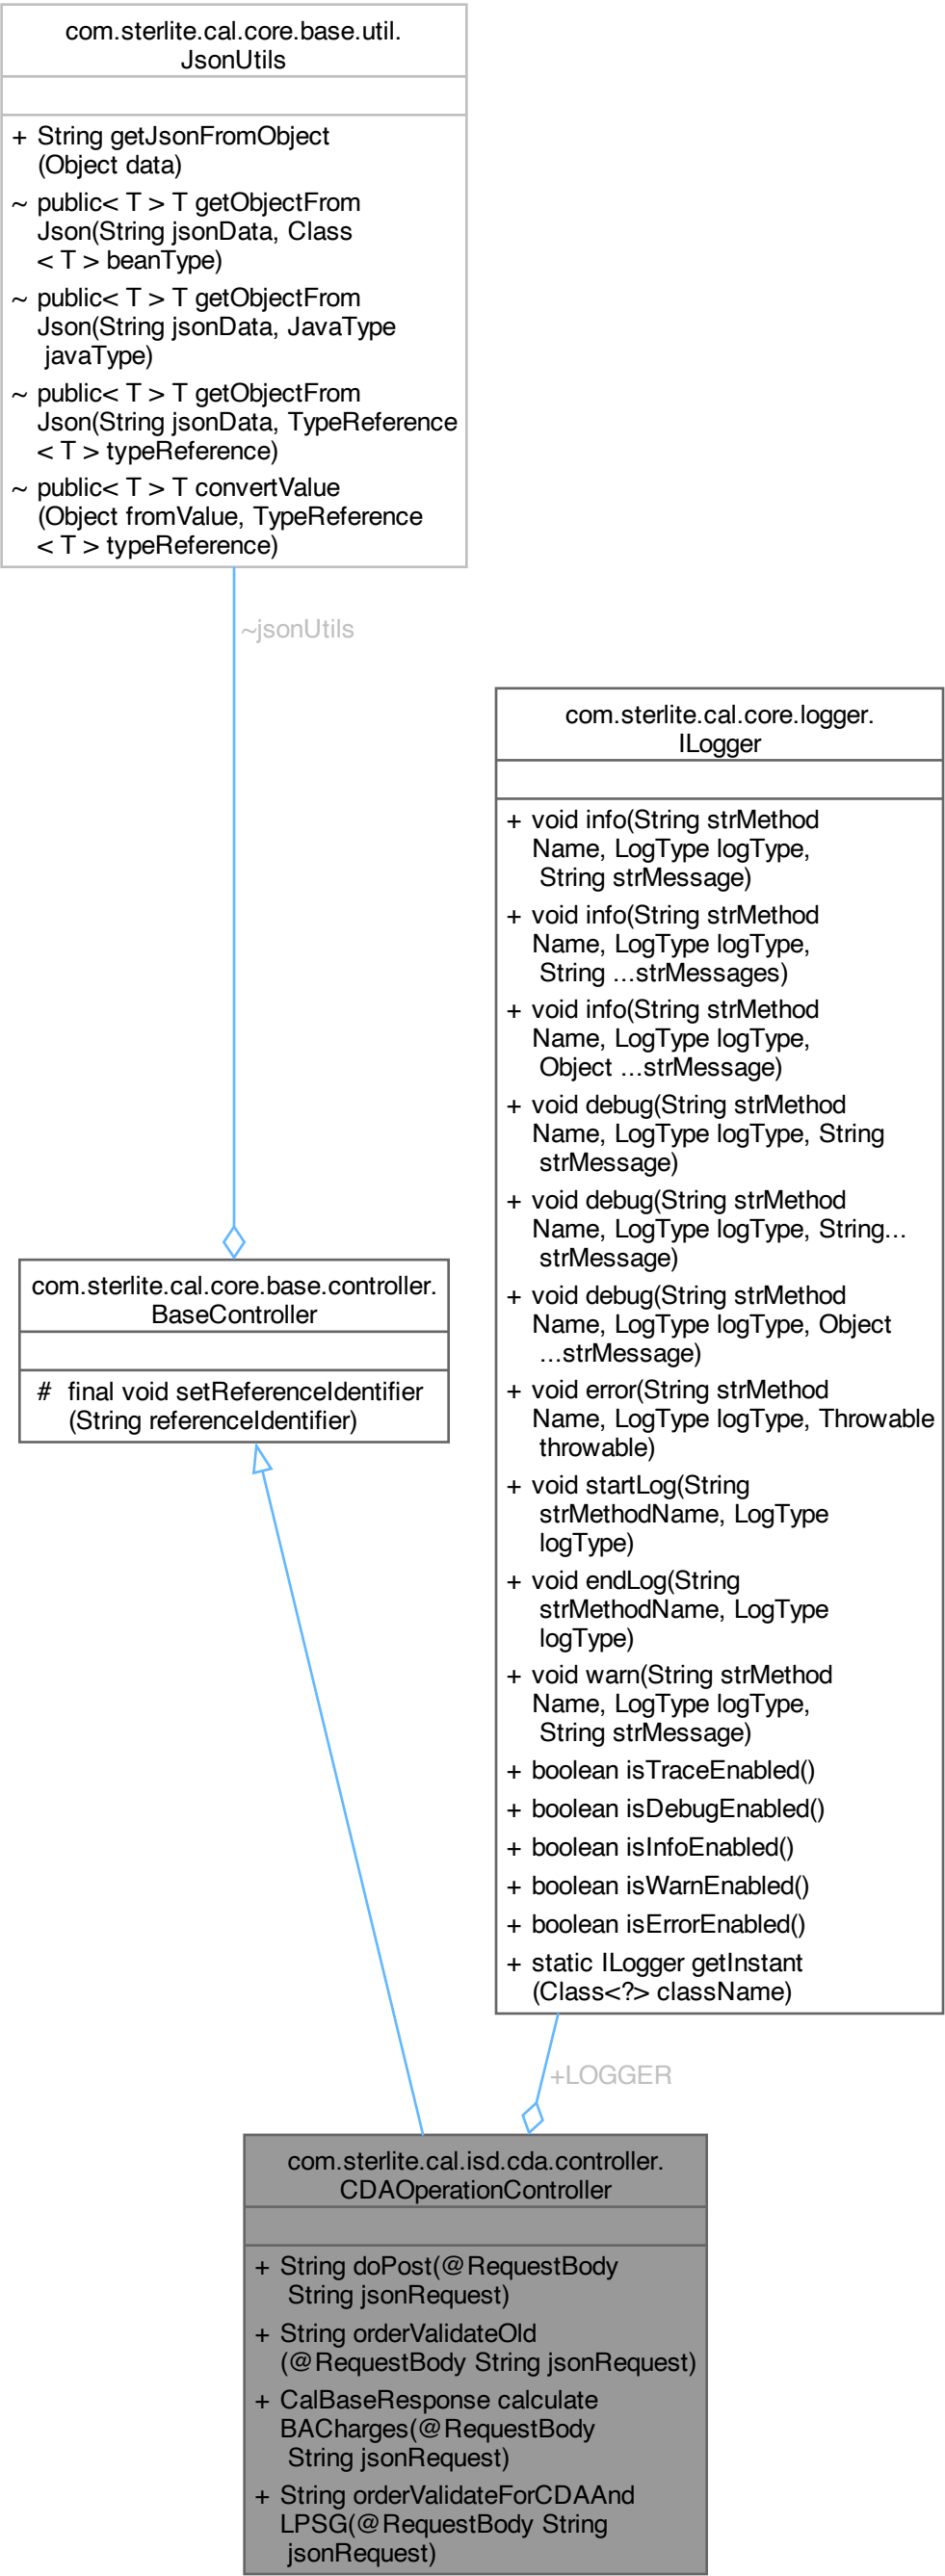 com.sterlite.cal.core.base.util.
JsonUtils
+ String getJsonFromObject
(Object data)
~ public< T > T getObjectFrom
Json(String jsonData, Class
< T > beanType)
~ public< T > T getObjectFrom
Json(String jsonData, JavaType
javaType)
~ public< T > T getObjectFrom
Json(String jsonData, TypeReference
< T > typeReference)
~ public< T > T convertValue
(Object fromValue, TypeReference
< T > typeReference)
~jsonUtils
com.sterlite.cal.core.logger.
ILogger
+ void info(String strMethod
Name, LogType logType,
String strMessage)
+ void info(String strMethod
Name, LogType logType,
String ...strMessages)
+ void info(String strMethod
Name, LogType logType,
Object ...strMessage)
+ void debug(String strMethod
Name, LogType logType, String
strMessage)
+ void debug(String strMethod
Name, LogType logType, String...
strMessage)
+ void debug(String strMethod
Name, LogType logType, Object
...strMessage)
+ void error(String strMethod
Name, LogType logType, Throwable
throwable)
+ void startLog(String
strMethodName, LogType
logType)
+ void endLog(String
strMethodName, LogType
logType)
+ void warn(String strMethod
Name, LogType logType,
String strMessage)
+ boolean isTraceEnabled()
+ boolean isDebugEnabled()
+ boolean isInfoEnabled()
+ boolean isWarnEnabled()
+ boolean isErrorEnabled()
+ static ILogger getInstant
(Class<?> className)
com.sterlite.cal.core.base.controller.
BaseController
# final void setReferenceIdentifier
(String referenceIdentifier)
+LOGGER
com.sterlite.cal.isd.cda.controller.
CDAOperationController
+ String doPost(@RequestBody
String jsonRequest)
+ String orderValidateOld
(@RequestBody String jsonRequest)
+ CalBaseResponse calculate
BACharges(@RequestBody
String jsonRequest)
+ String orderValidateForCDAAnd
LPSG(@RequestBody String
jsonRequest)